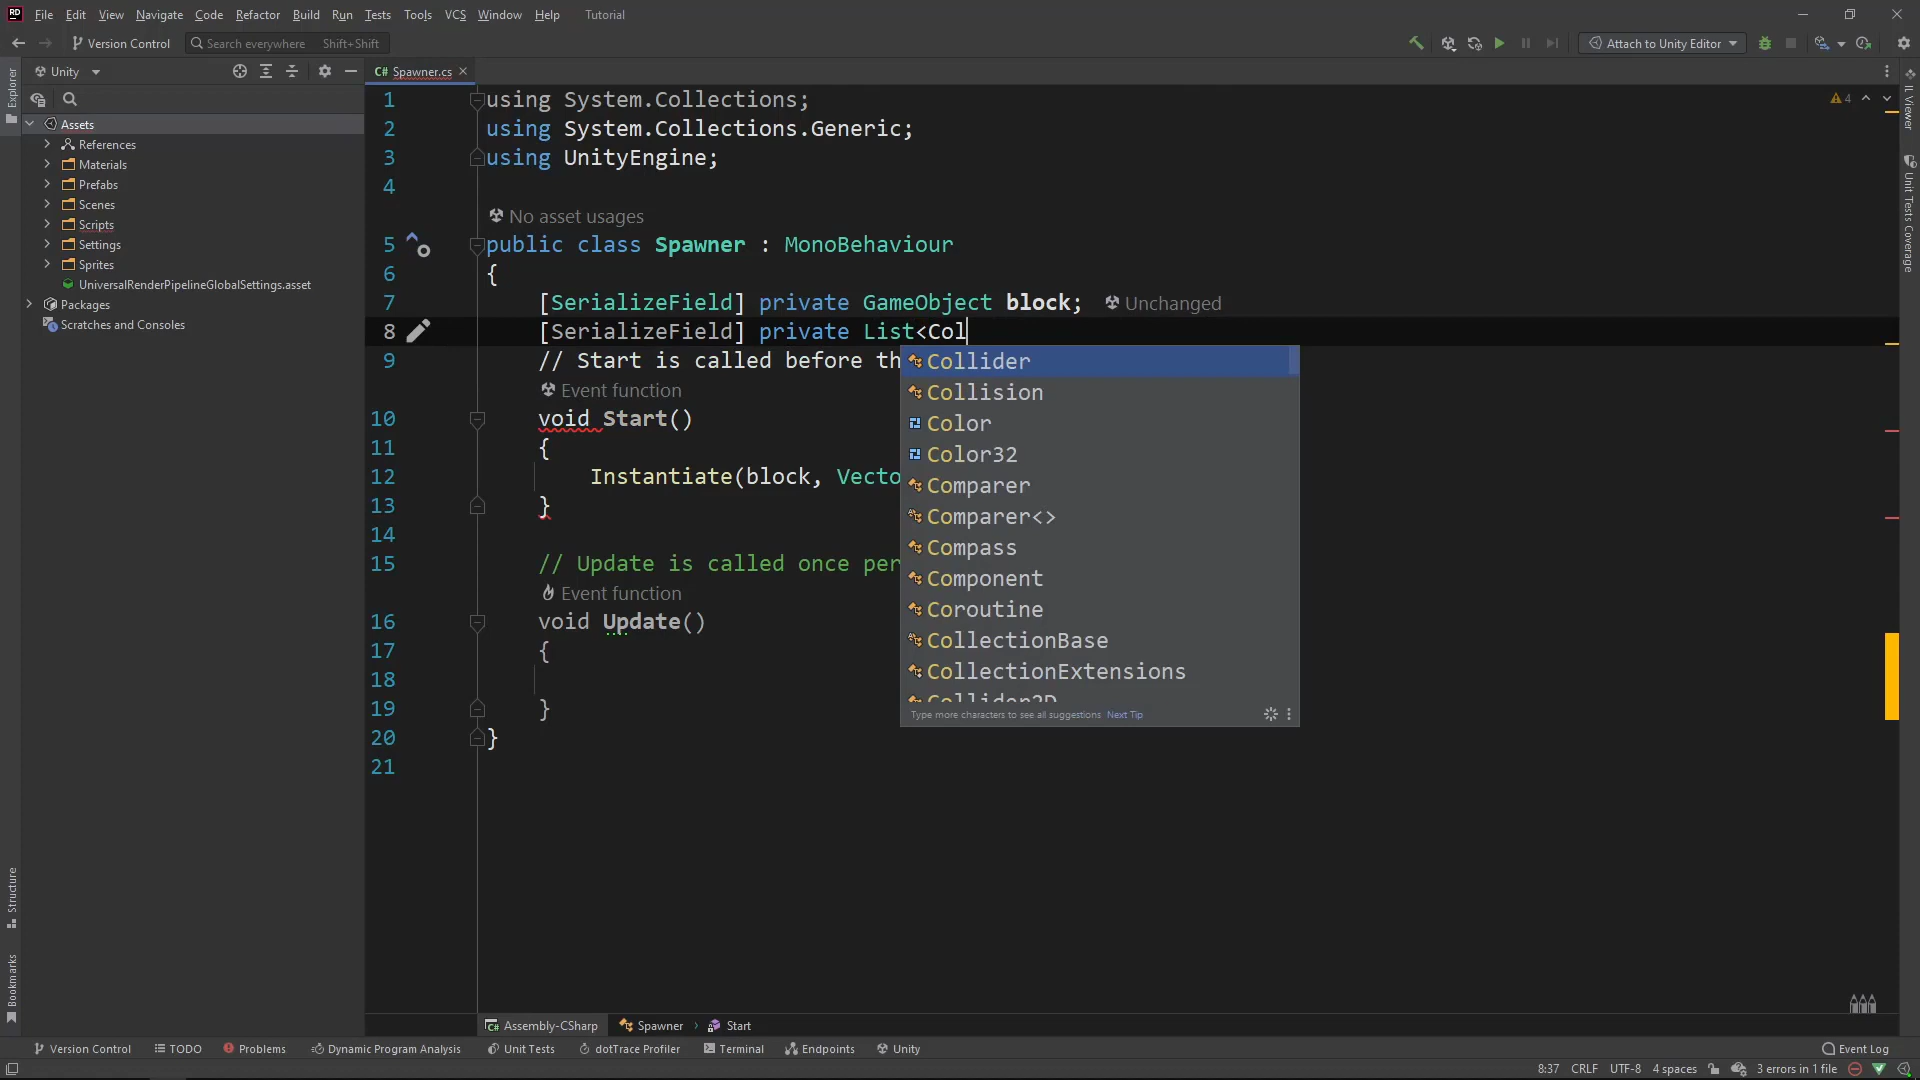 File Edit View Navigate Code Refactor Build Run Tests Tools VCS Window Help Tutorial
Version Control Search everywhere Shift+Shift Attach to Unity Editor
Explorer
Unity
C# Spawner.cs
Assets
References
Materials
Prefabs
Scenes
Scripts
Settings
Sprites
UniversalRenderPipelineGlobalSettings.asset
Packages
Scratches and Consoles
1 using System.Collections;
2 using System.Collections.Generic;
3 using UnityEngine;
4
No asset usages
5 public class Spawner : MonoBehaviour
6 {
7 [SerializeField] private GameObject block; Unchanged
8 [SerializeField] private List<Col
9 // Start is called before th
Event function
10 void Start()
11 {
12 Instantiate(block, Vecto
13 }
14
15 // Update is called once per
Event function
16 void Update()
17 {
18
19 }
20 }
21
Collider
Collision
Color
Color32
Comparer
Comparer<>
Compass
Component
Coroutine
CollectionBase
CollectionExtensions
Collider2D
Type more characters to see all suggestions Next Tip
4
IL Viewer
Unit Tests Coverage
Structure
Bookmarks
C# Assembly-CSharp Spawner Start
Version Control TODO Problems Dynamic Program Analysis Unit Tests dotTrace Profiler Terminal Endpoints Unity Event Log
8:37 CRLF UTF-8 4 spaces 3 errors in 1 file